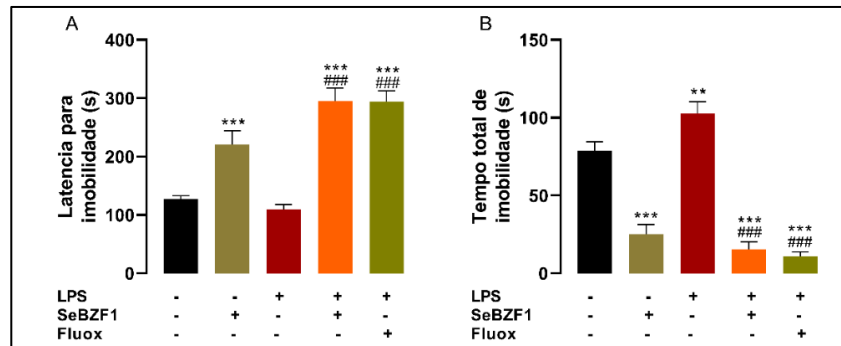 A
Latencia para
imobilidade (s)
400
300
200
100
0
***
***
###
***
###
LPS - - + + +
SeBZF1 - + - + -
Fluox - - - - +
B
Tempo total de
imobilidade (s)
150
100
50
0
***
**
***
###
***
###
LPS - - + + +
SeBZF1 - + - + -
Fluox - - - - +